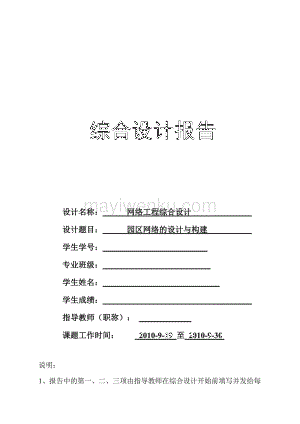 综合设计报告
mayiwenku.com
设计名称： 网络工程综合设计
设计题目： 园区网络的设计与构建
学生学号：
专业班级：
学生姓名：
学生成绩：
指导教师（职称）：
课题工作时间： 2010-9-19 至 2010-9-30
说明：
1、报告中的第一、二、三项由指导教师在综合设计开始前填写并发给每